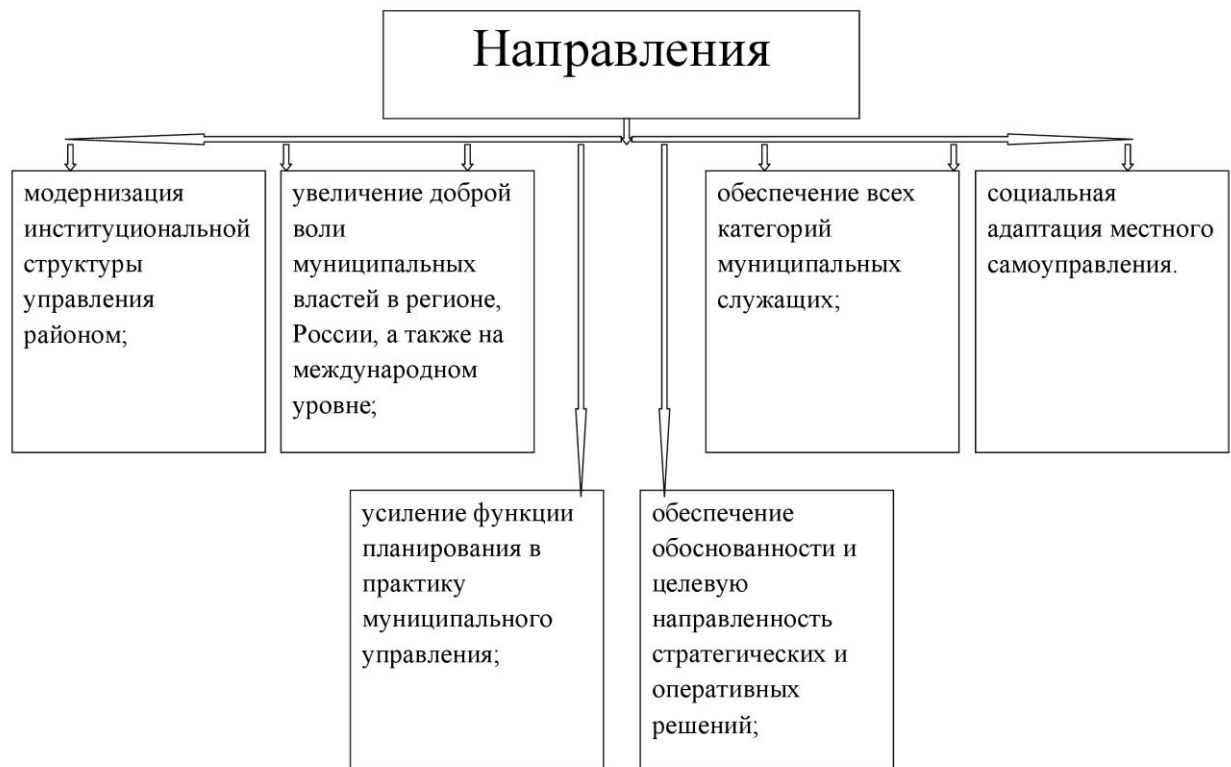 Направления
модернизация
институциональной
структуры
управления
районом;
увеличение доброй
воли
муниципальных
властей в регионе,
России, а также на
международном
уровне;
обеспечение всех
категорий
муниципальных
служащих;
социальная
адаптация местного
самоуправления.
усиление функции
планирования в
практику
муниципального
управления;
обеспечение
обоснованности и
целевую
направленность
стратегических и
оперативных
решений;